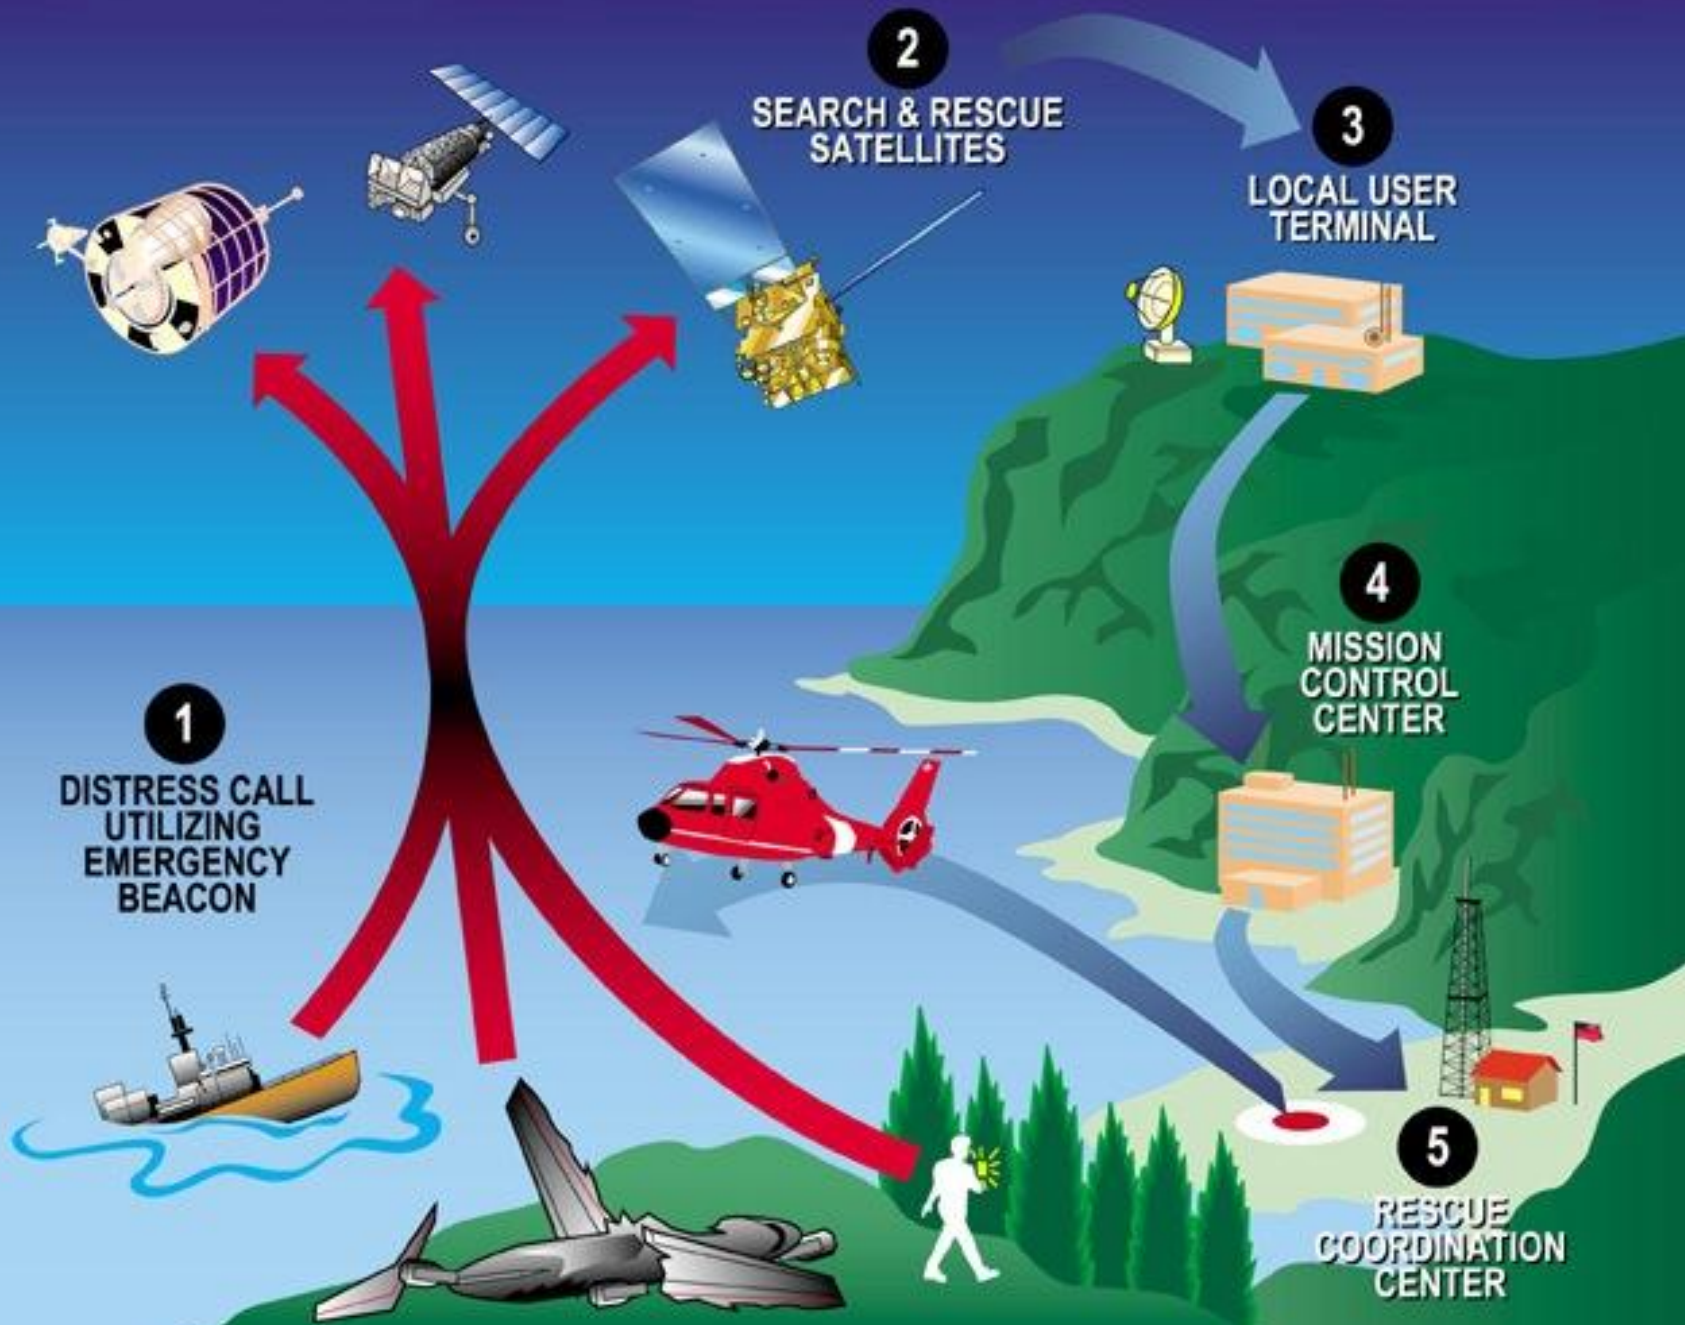 1
DISTRESS CALL
UTILIZING
EMERGENCY
BEACON
2
SEARCH & RESCUE
SATELLITES
3
LOCAL USER
TERMINAL
4
MISSION
CONTROL
CENTER
5
RESCUE
COORDINATION
CENTER